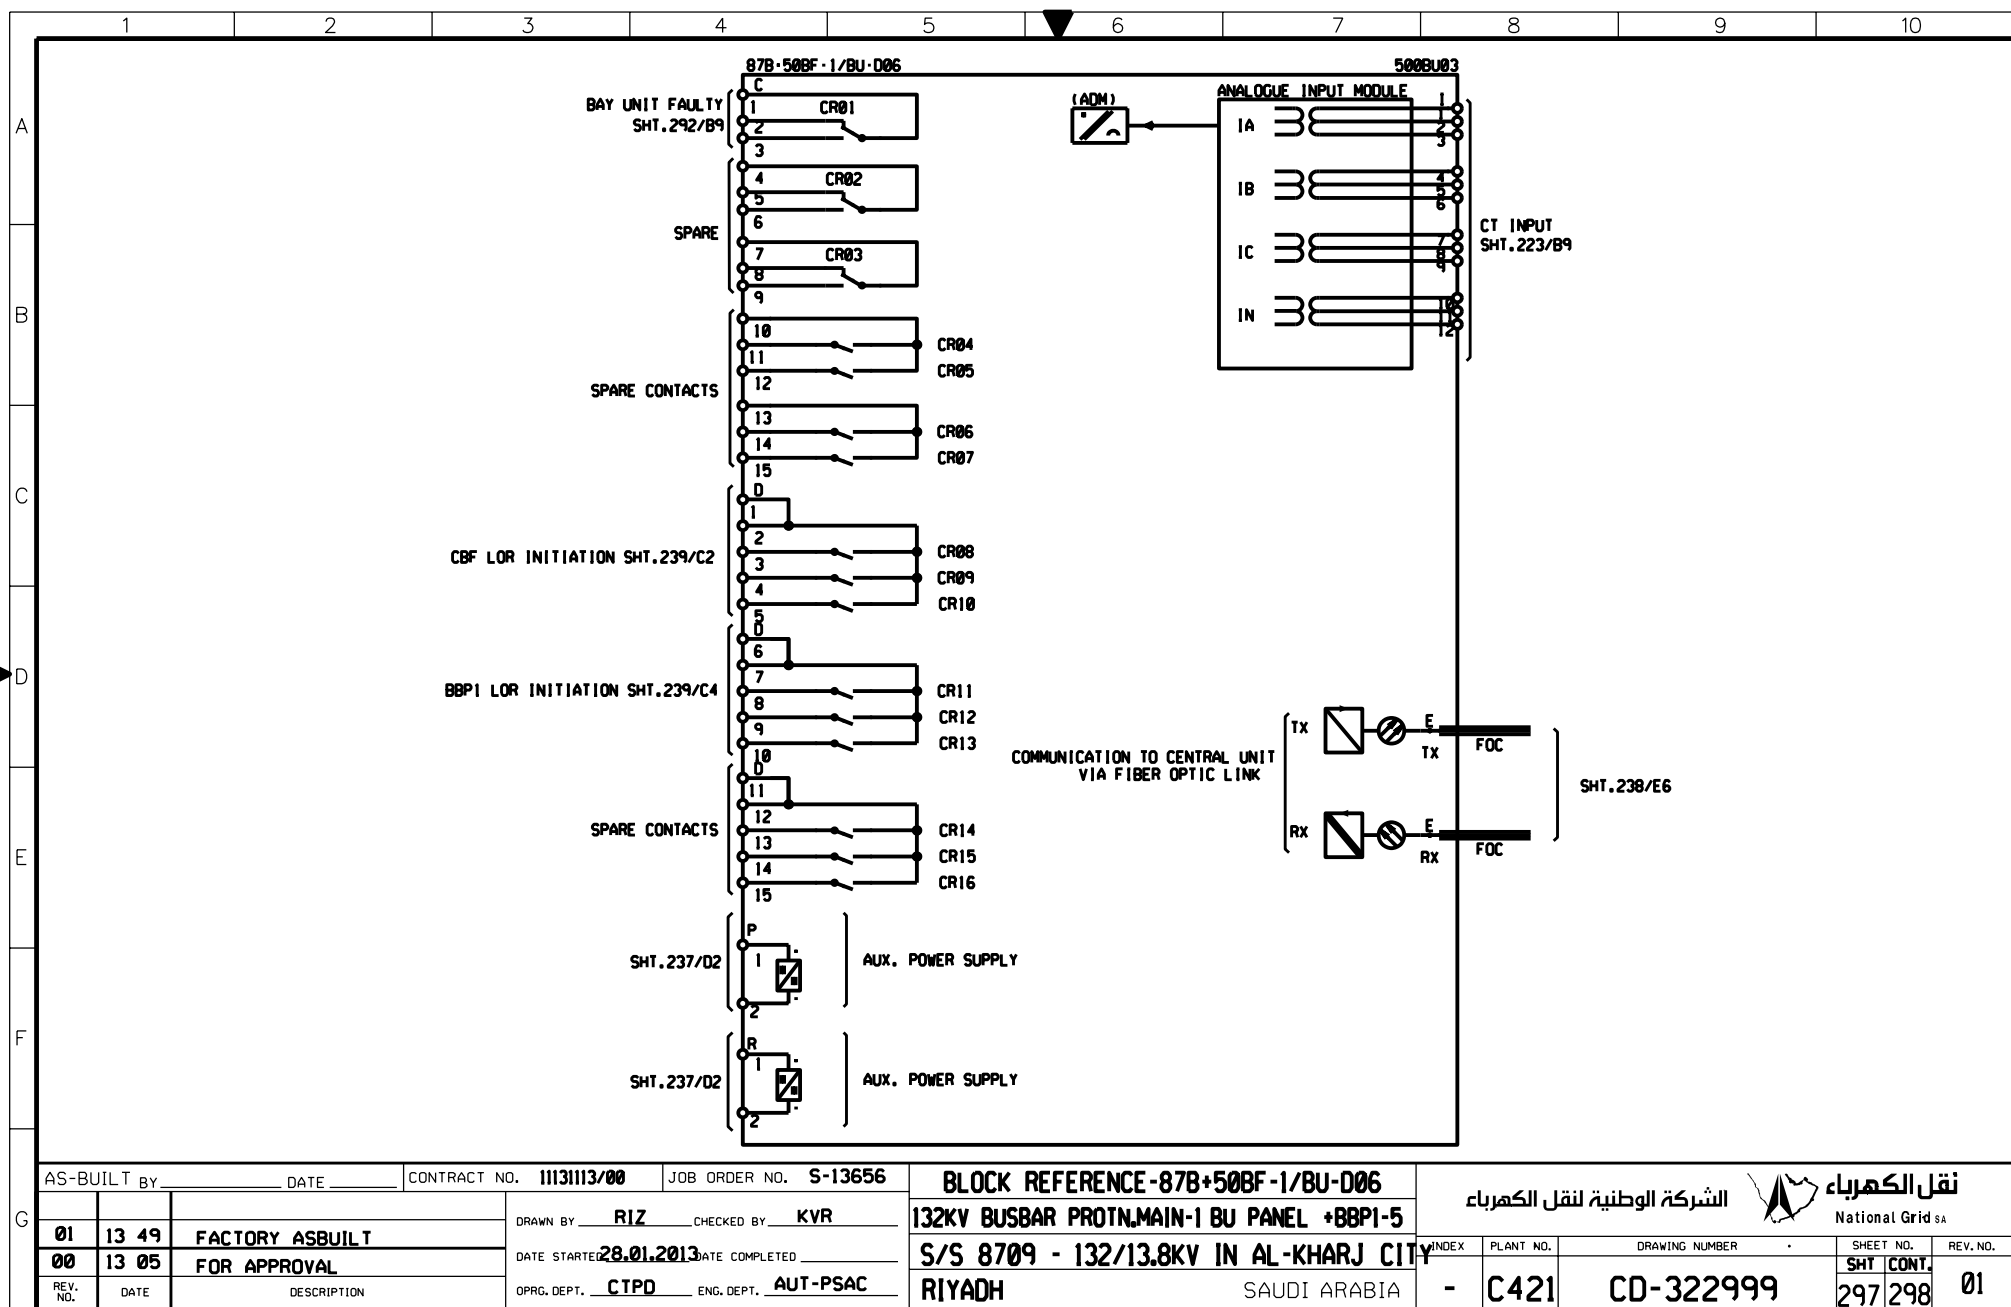 1 2 3 4 5 6 7 8 9 10
A
B
C
D
E
F
G
87B+50BF-1/BU-D06
500BU03
C
BAY UNIT FAULTY
SHT.292/B9
1
2
3
CR01
SPARE
4
5
6
CR02
7
8
9
CR03
SPARE CONTACTS
10
11
12
CR04
CR05
13
14
15
CR06
CR07
D
CBF LOR INITIATION SHT.239/C2
1
2
3
4
5
CR08
CR09
CR10
D
BBP1 LOR INITIATION SHT.239/C4
6
7
8
9
10
CR11
CR12
CR13
D
SPARE CONTACTS
11
12
13
14
15
CR14
CR15
CR16
P
SHT.237/D2
1
2
AUX. POWER SUPPLY
R
SHT.237/D2
1
2
AUX. POWER SUPPLY
(ADM)
ANALOGUE INPUT MODULE
I
IA
1
2
3
IB
4
5
6
IC
7
8
9
IN
10
11
12
CT INPUT
SHT.223/B9
COMMUNICATION TO CENTRAL UNIT
VIA FIBER OPTIC LINK
TX
E
TX
FOC
RX
E
RX
FOC
SHT.238/E6
AS-BUILT BY DATE
CONTRACT NO. 11131113/00
JOB ORDER NO. S-13656
01 13 49 FACTORY ASBUILT
00 13 05 FOR APPROVAL
REV. NO. DATE DESCRIPTION
DRAWN BY RIZ CHECKED BY KVR
DATE STARTED 28.01.2013 DATE COMPLETED
OPRG. DEPT. CTPD ENG. DEPT. AUT-PSAC
BLOCK REFERENCE-87B+50BF-1/BU-D06
132KV BUSBAR PROTN.MAIN-1 BU PANEL +BBP1-5
S/S 8709 - 132/13.8KV IN AL-KHARJ CITY
RIYADH SAUDI ARABIA
الشركة الوطنية لنقل الكهرباء
نقل الكهرباء
National Grid SA
INDEX PLANT NO. DRAWING NUMBER SHEET NO. REV. NO.
SHT CONT.
- C421 CD-322999 297 298 01